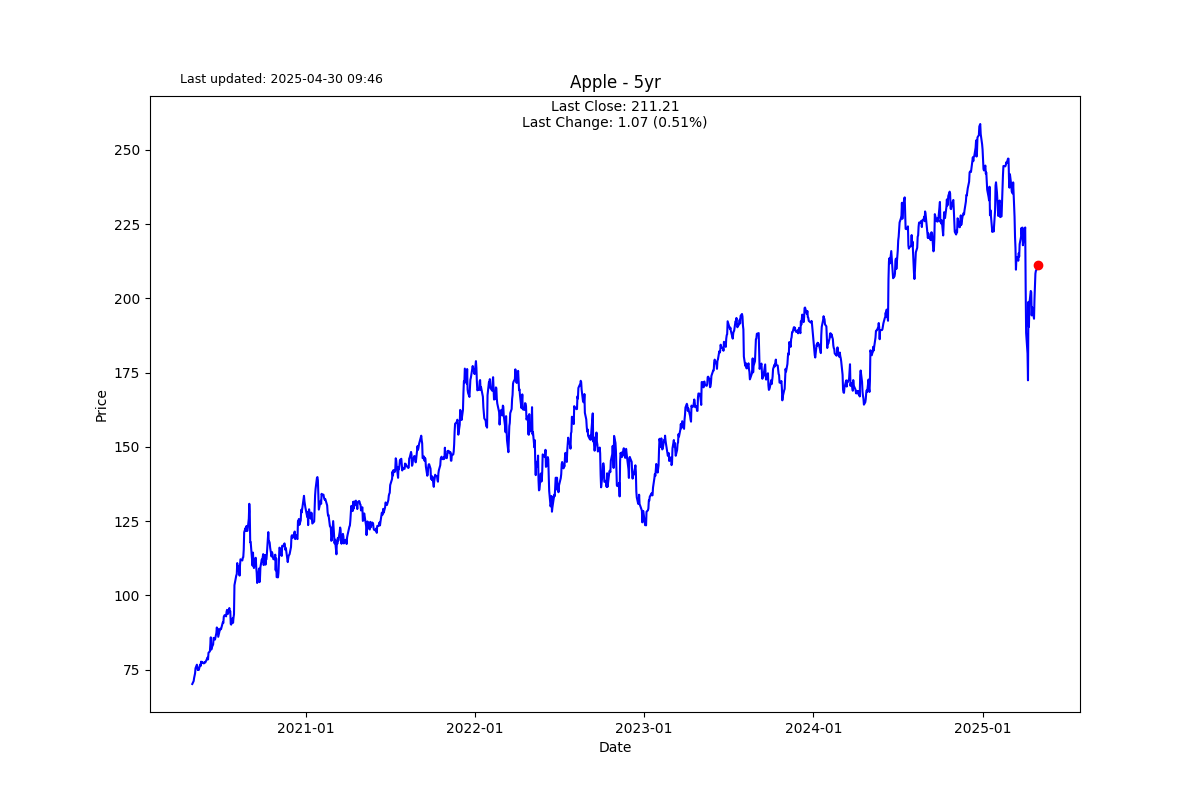 Last updated: 2025-04-30 09:46
Apple - 5yr
Last Close: 211.21
Last Change: 1.07 (0.51%)
250
225
200
175
150
125
100
75
Price
2021-01
2022-01
2023-01
2024-01
2025-01
Date